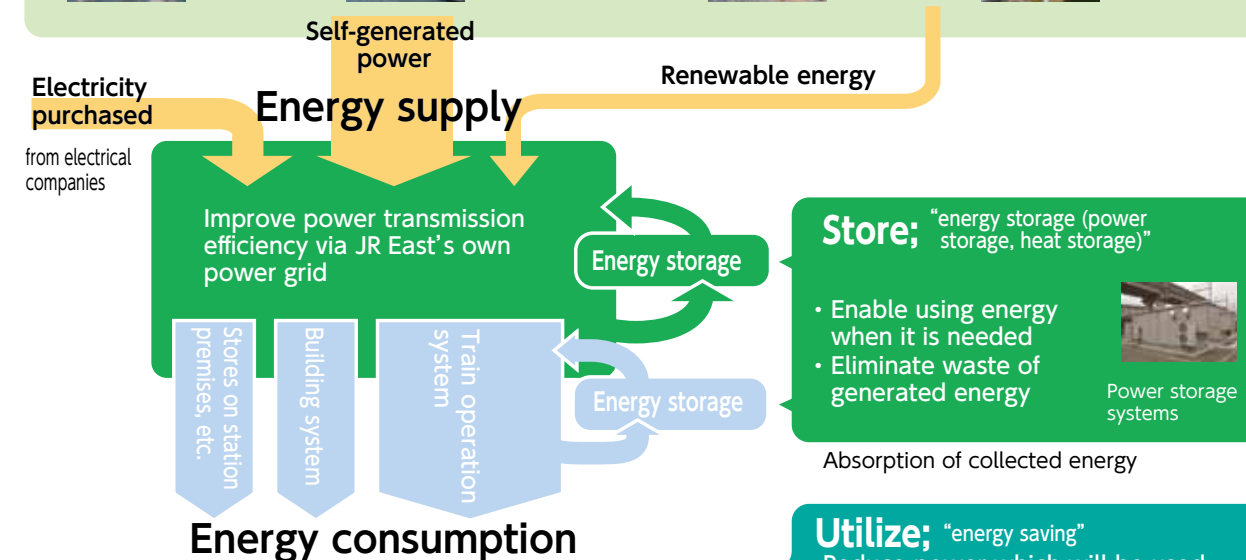 Self-generated
power
Electricity
purchased
from electrical
companies
Energy supply
Renewable energy
Improve power transmission
efficiency via JR East's own
power grid
Energy storage
Energy storage
Stores on station
premises, etc.
Building system
Train operation
system
Energy consumption
Store; "energy storage (power
storage, heat storage)"
• Enable using energy
when it is needed
• Eliminate waste of
generated energy
Power storage
systems
Absorption of collected energy
Utilize; "energy saving"